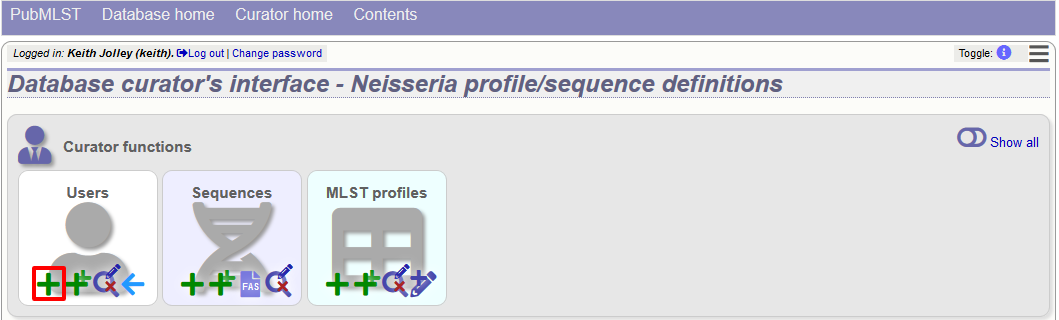 PubMLST Database home Curator home Contents
Logged in: Keith Jolley (keith). Log out | Change password Toggle: i
Database curator's interface - Neisseria profile/sequence definitions
Curator functions Show all
Users Sequences MLST profiles
FAS